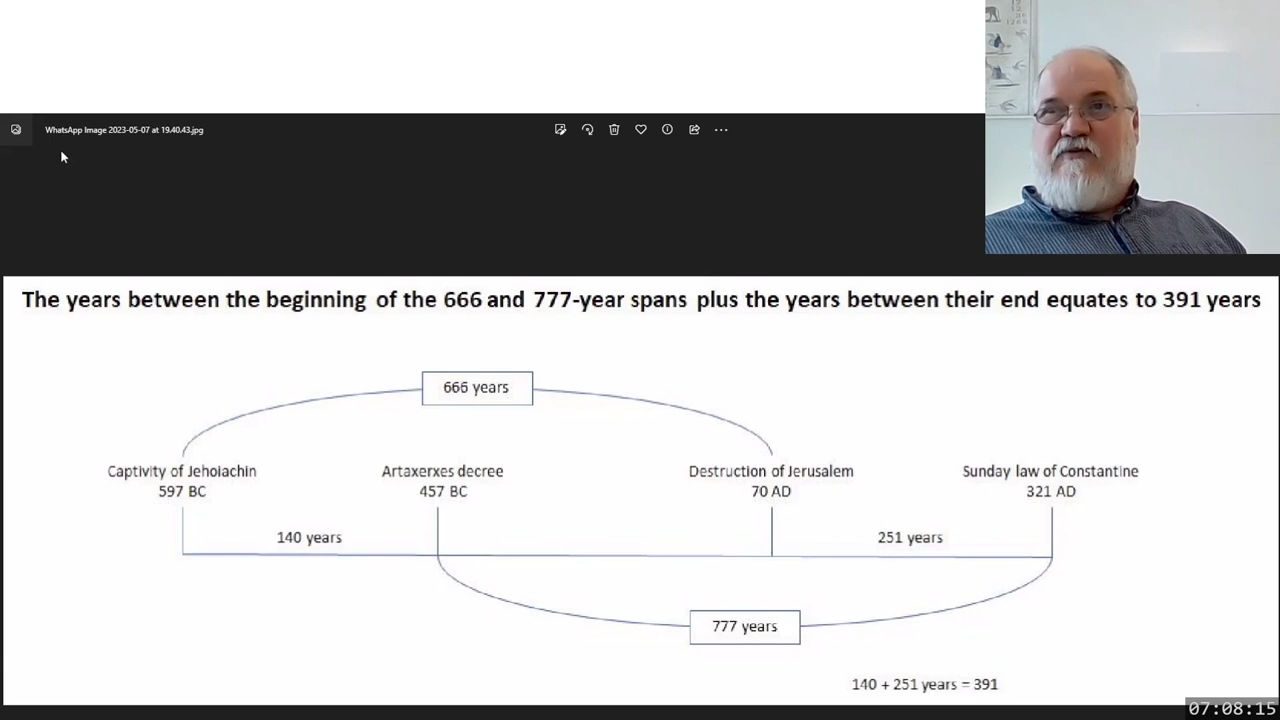 WhatsApp Image 2023-05-07 at 19.40.43.jpg
The years between the beginning of the 666 and 777-year spans plus the years between their end equates to 391 years
666 years
Captivity of Jehoiachin
597 BC
Artaxerxes decree
457 BC
Destruction of Jerusalem
70 AD
Sunday law of Constantine
321 AD
140 years
251 years
777 years
140 + 251 years = 391
07:08:15